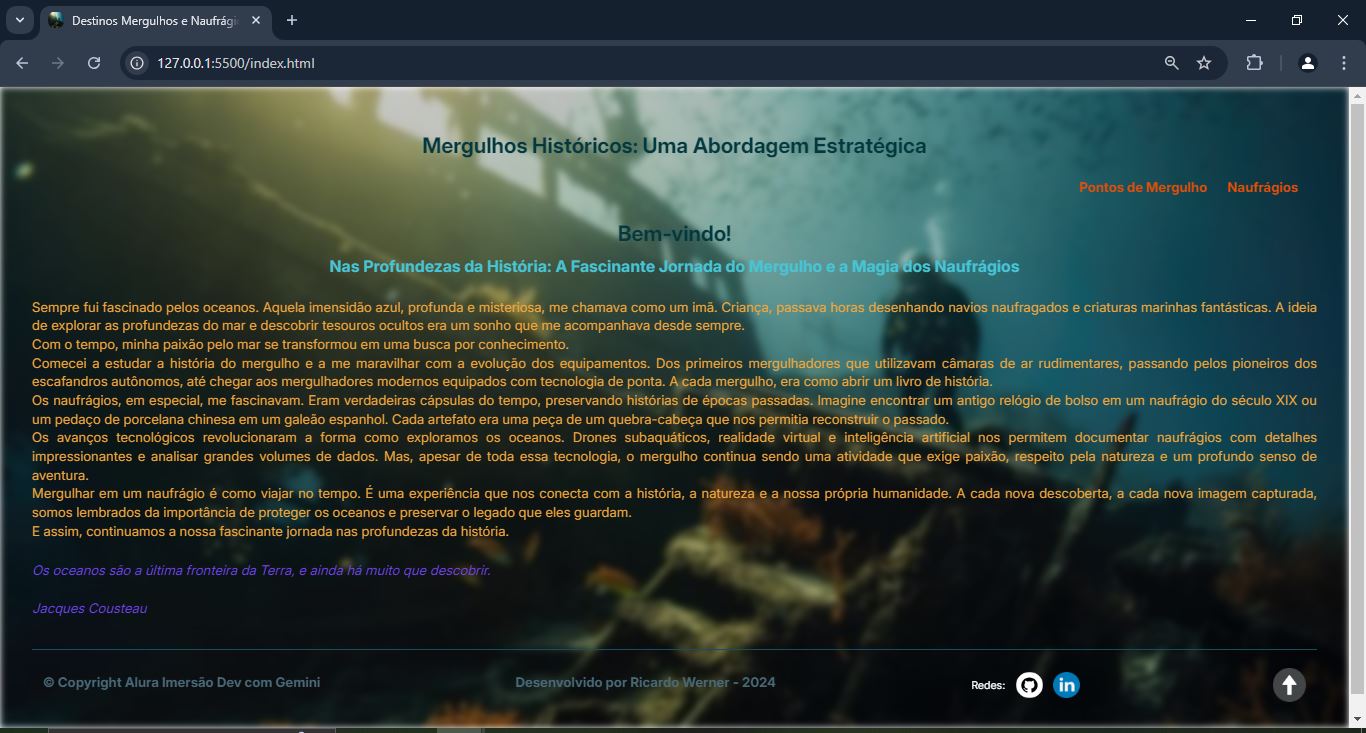 Destinos Mergulhos e Naufrági
127.0.0.1:5500/index.html
Mergulhos Históricos: Uma Abordagem Estratégica
Pontos de Mergulho Naufrágios
Bem-vindo!
Nas Profundezas da História: A Fascinante Jornada do Mergulho e a Magia dos Naufrágios
Sempre fui fascinado pelos oceanos. Aquela imensidão azul, profunda e misteriosa, me chamava como um imã. Criança, passava horas desenhando navios naufragados e criaturas marinhas fantásticas. A ideia
de explorar as profundezas do mar e descobrir tesouros ocultos era um sonho que me acompanhava desde sempre.
Com o tempo, minha paixão pelo mar se transformou em uma busca por conhecimento.
Comecei a estudar a história do mergulho e a me maravilhar com a evolução dos equipamentos. Dos primeiros mergulhadores que utilizavam câmaras de ar rudimentares, passando pelos pioneiros dos
escafandros autônomos, até chegar aos mergulhadores modernos equipados com tecnologia de ponta. A cada mergulho, era como abrir um livro de história.
Os naufrágios, em especial, me fascinavam. Eram verdadeiras cápsulas do tempo, preservando histórias de épocas passadas. Imagine encontrar um antigo relógio de bolso em um naufrágio do século XIX ou
um pedaço de porcelana chinesa em um galeão espanhol. Cada artefato era uma peça de um quebra-cabeça que nos permitia reconstruir o passado.
Os avanços tecnológicos revolucionaram a forma como exploramos os oceanos. Drones subaquáticos, realidade virtual e inteligência artificial nos permitem documentar naufrágios com detalhes
impressionantes e analisar grandes volumes de dados. Mas, apesar de toda essa tecnologia, o mergulho continua sendo uma atividade que exige paixão, respeito pela natureza e um profundo senso de
aventura.
Mergulhar em um naufrágio é como viajar no tempo. É uma experiência que nos conecta com a história, a natureza e a nossa própria humanidade. A cada nova descoberta, a cada nova imagem capturada,
somos lembrados da importância de proteger os oceanos e preservar o legado que eles guardam.
E assim, continuamos a nossa fascinante jornada nas profundezas da história.
Os oceanos são a última fronteira da Terra, e ainda há muito que descobrir.
Jacques Cousteau
© Copyright Alura Imersão Dev com Gemini
Desenvolvido por Ricardo Werner - 2024
Redes:
in